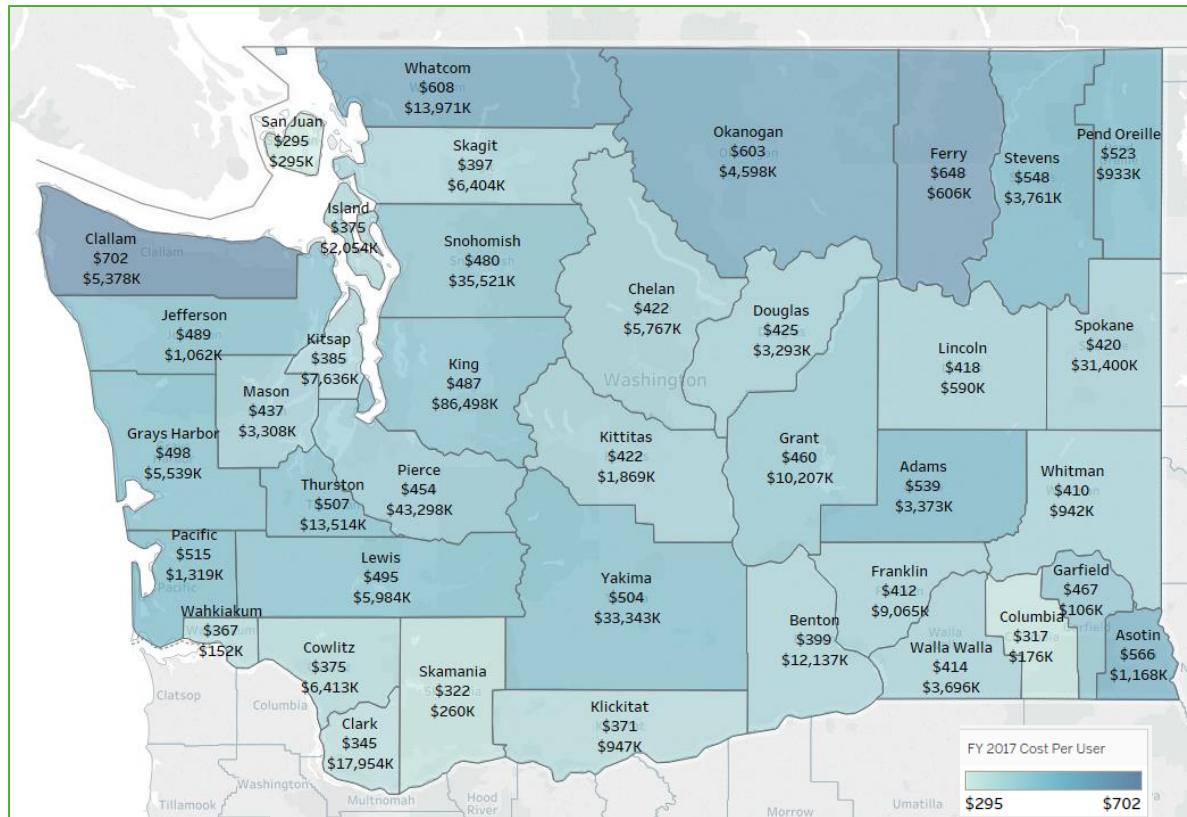 Whatcom
$608
$13,971K
San Juan
$295
$295K
Skagit
$397
$6,404K
Okanogan
$603
$4,598K
Ferry
$648
$606K
Stevens
$548
$3,761K
Pend Oreille
$523
$933K
Island
$375
$2,054K
Clallam
$702
$5,378K
Clallam
Snohomish
$480
$35,521K
Chelan
$422
$5,767K
Douglas
$425
$3,293K
Jefferson
$489
$1,062K
Kitsap
$385
$7,636K
King
$487
$86,498K
Washington
Lincoln
$418
$590K
Spokane
$420
$31,400K
Mason
$437
$3,308K
Grays Harbor
$498
$5,539K
Thurston
$507
$13,514K
Pierce
$454
$43,298K
Kittitas
$422
$1,869K
Grant
$460
$10,207K
Adams
$539
$3,373K
Whitman
$410
$942K
Pacific
$515
$1,319K
Pacific
Lewis
$495
$5,984K
Yakima
$504
$33,343K
Franklin
$412
$9,065K
Garfield
$467
$106K
Garfield
Wahkiakum
$367
$152K
Cowlitz
$375
$6,413K
Skamania
$322
$260K
Benton
$399
$12,137K
Walla Walla
$414
$3,696K
Columbia
$317
$176K
Asotin
$566
$1,168K
Clark
$345
$17,954K
Klickitat
$371
$947K
Clatsop
Columbia
Tillamook
Washington
Multnomah
Hood
River
Morrow
Umatilla
FY 2017 Cost Per User
$295 $702